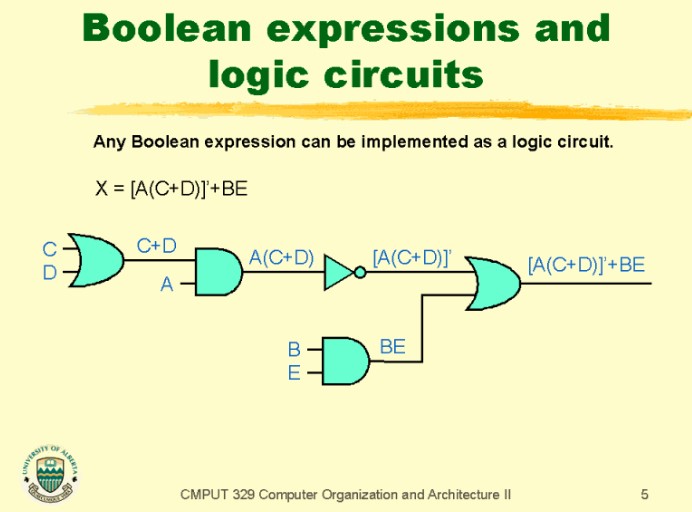 Boolean expressions and
logic circuits
Any Boolean expression can be implemented as a logic circuit.
X = [A(C+D)]'+BE
C
D
C+D
A
A(C+D)
[A(C+D)]'
[A(C+D)]'+BE
B
E
BE
UNIVERSITY OF ALBERTA
CMPUT 329 Computer Organization and Architecture II
5